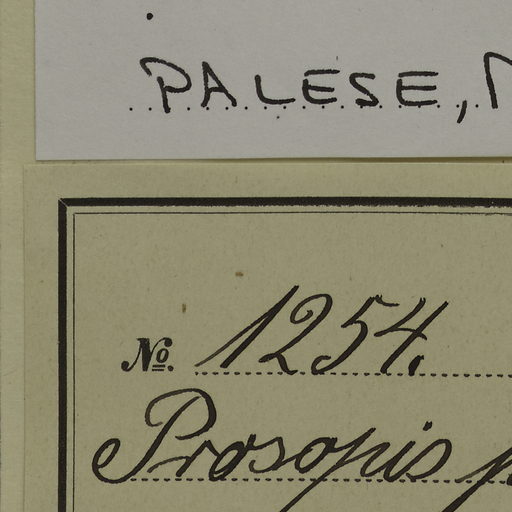 PALESE,
No. 1254.
Prosopis